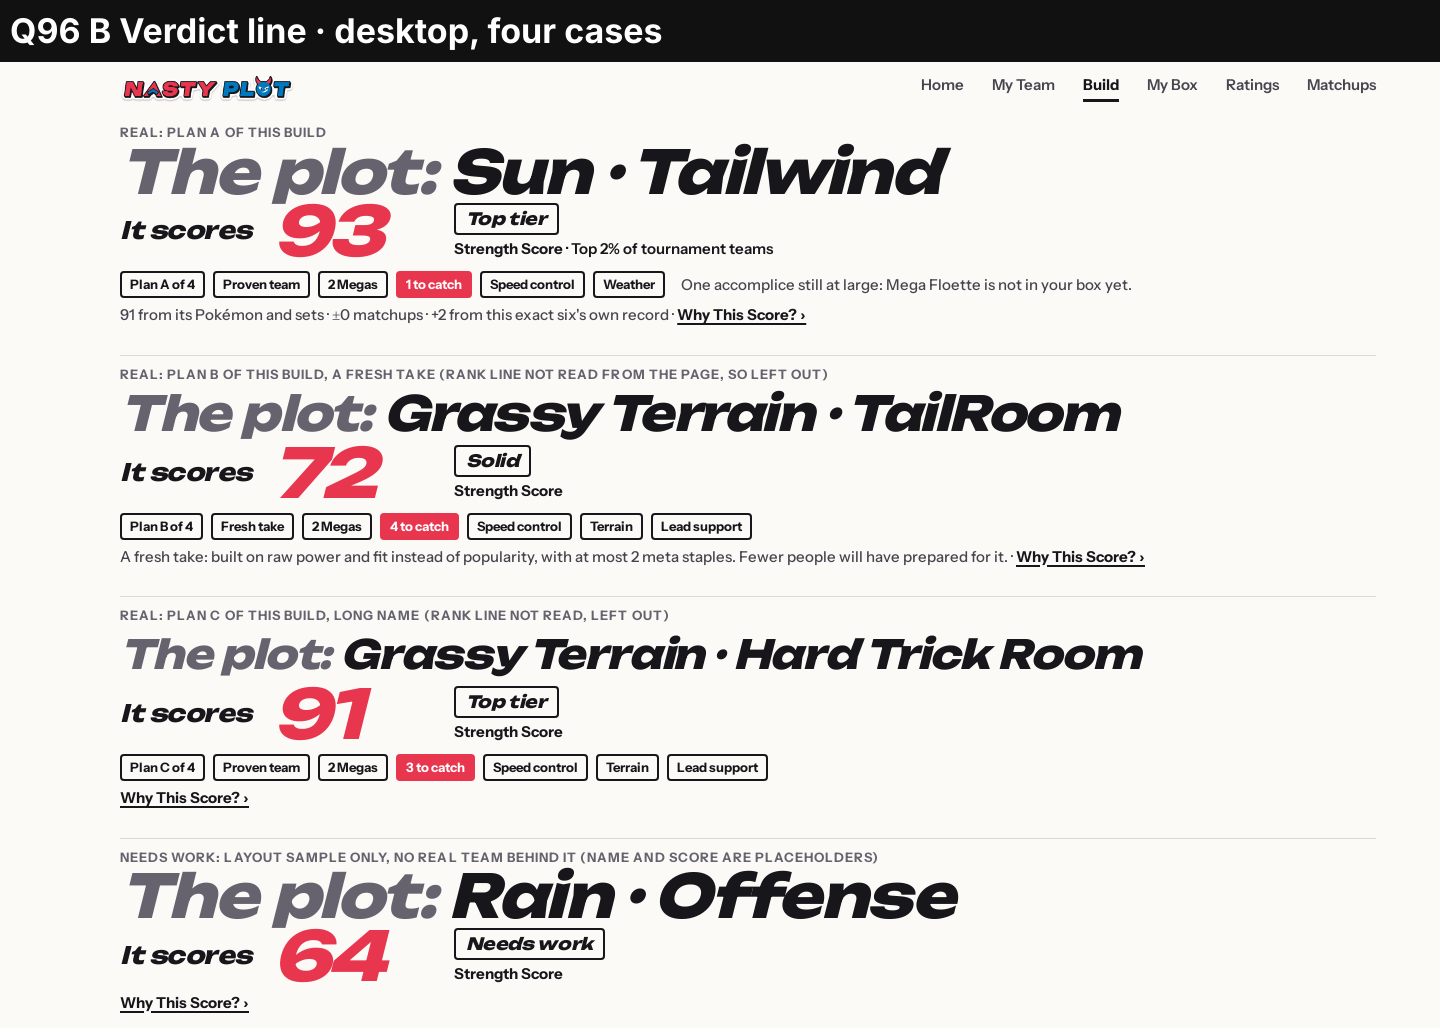 Q96 B Verdict line · desktop, four cases
NASTY PLOT
Home My Team Build My Box Ratings Matchups
REAL: PLAN A OF THIS BUILD
The plot: Sun · Tailwind
It scores 93 Top tier
Strength Score · Top 2% of tournament teams
Plan A of 4 Proven team 2 Megas 1 to catch Speed control Weather One accomplice still at large: Mega Floette is not in your box yet.
91 from its Pokémon and sets · ±0 matchups · +2 from this exact six's own record · Why This Score? ›
REAL: PLAN B OF THIS BUILD, A FRESH TAKE (RANK LINE NOT READ FROM THE PAGE, SO LEFT OUT)
The plot: Grassy Terrain · TailRoom
It scores 72 Solid
Strength Score
Plan B of 4 Fresh take 2 Megas 4 to catch Speed control Terrain Lead support
A fresh take: built on raw power and fit instead of popularity, with at most 2 meta staples. Fewer people will have prepared for it. · Why This Score? ›
REAL: PLAN C OF THIS BUILD, LONG NAME (RANK LINE NOT READ, LEFT OUT)
The plot: Grassy Terrain · Hard Trick Room
It scores 91 Top tier
Strength Score
Plan C of 4 Proven team 2 Megas 3 to catch Speed control Terrain Lead support
Why This Score? ›
NEEDS WORK: LAYOUT SAMPLE ONLY, NO REAL TEAM BEHIND IT (NAME AND SCORE ARE PLACEHOLDERS)
The plot: Rain · Offense
It scores 64 Needs work
Strength Score
Why This Score? ›